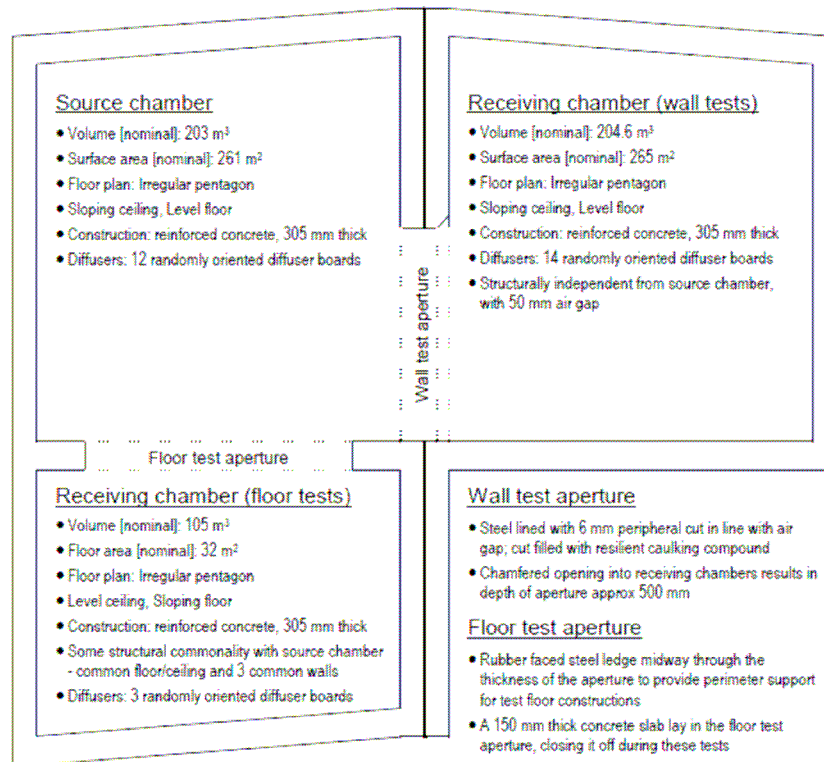 Source chamber
• Volume [nominal]: 203 m³
• Surface area [nominal]: 261 m²
• Floor plan: Irregular pentagon
• Sloping ceiling, Level floor
• Construction: reinforced concrete, 305 mm thick
• Diffusers: 12 randomly oriented diffuser boards
Receiving chamber (wall tests)
• Volume [nominal]: 204.6 m³
• Surface area [nominal]: 265 m²
• Floor plan: Irregular pentagon
• Sloping ceiling, Level floor
• Construction: reinforced concrete, 305 mm thick
• Diffusers: 14 randomly oriented diffuser boards
• Structurally independent from source chamber,
with 50 mm air gap
Wall test aperture
Floor test aperture
Receiving chamber (floor tests)
• Volume [nominal]: 105 m³
• Floor area [nominal]: 32 m²
• Floor plan: Irregular pentagon
• Level ceiling, Sloping floor
• Construction: reinforced concrete, 305 mm thick
• Some structural commonality with source chamber
- common floor/ceiling and 3 common walls
• Diffusers: 3 randomly oriented diffuser boards
Wall test aperture
• Steel lined with 6 mm peripheral cut in line with air
gap; cut filled with resilient caulking compound
• Chamfered opening into receiving chambers results in
depth of aperture approx 500 mm
Floor test aperture
• Rubber faced steel ledge midway through the
thickness of the aperture to provide perimeter support
for test floor constructions
• A 150 mm thick concrete slab lay in the floor test
aperture, closing it off during these tests